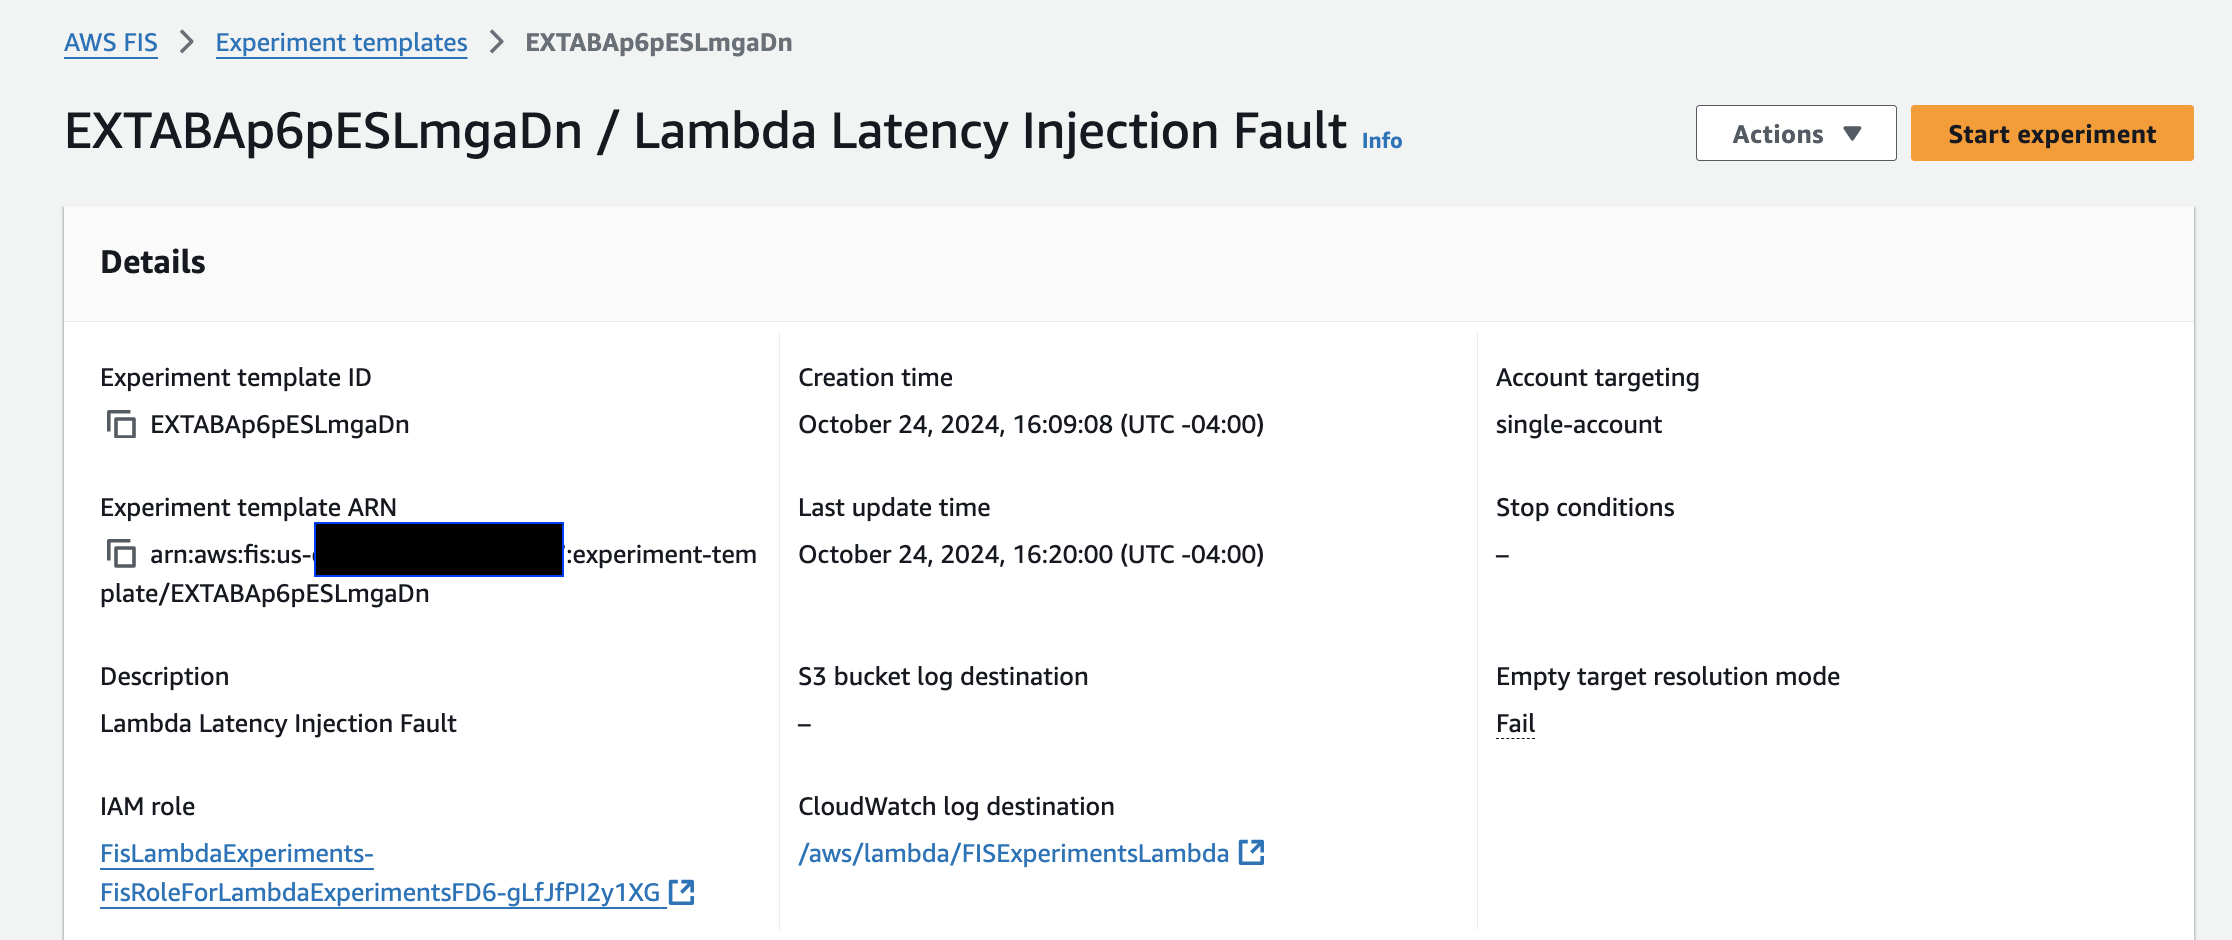 AWS FIS > Experiment templates > EXTABAp6pESLmgaDn
EXTABAp6pESLmgaDn / Lambda Latency Injection Fault Info
Actions
Start experiment
Details
Experiment template ID
EXTABAp6pESLmgaDn
Experiment template ARN
arn:aws:fis:us- :experiment-tem
plate/EXTABAp6pESLmgaDn
Description
Lambda Latency Injection Fault
IAM role
FisLambdaExperiments-
FisRoleForLambdaExperimentsFD6-gLfJfPI2y1XG
Creation time
October 24, 2024, 16:09:08 (UTC -04:00)
Last update time
October 24, 2024, 16:20:00 (UTC -04:00)
S3 bucket log destination
–
CloudWatch log destination
/aws/lambda/FISExperimentsLambda
Account targeting
single-account
Stop conditions
–
Empty target resolution mode
Fail